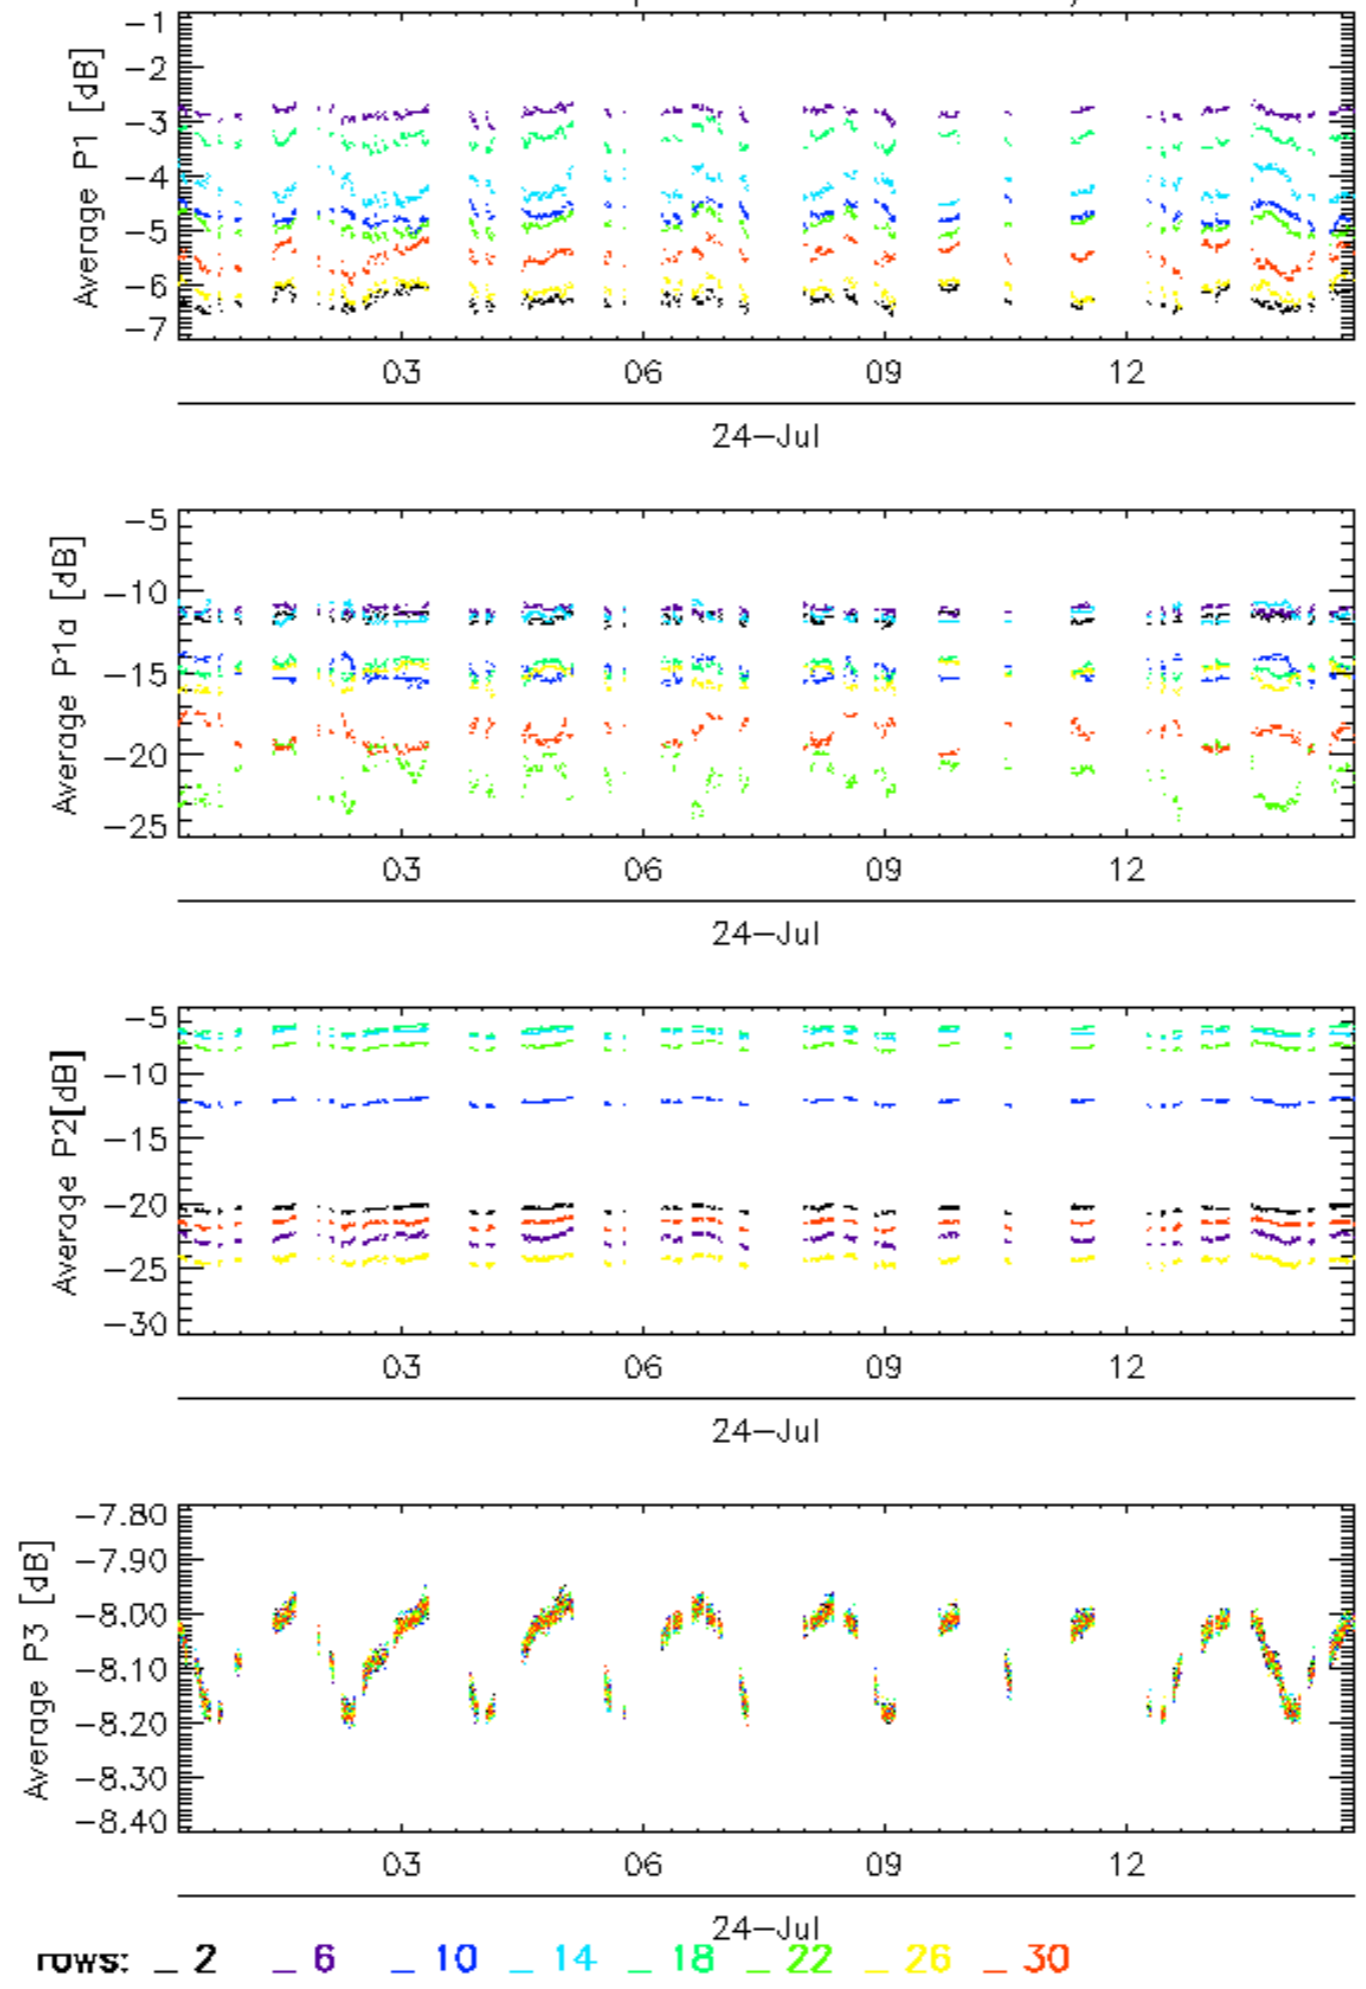 Average P1 [dB]
-1
-2
-3
-4
-5
-6
-7
03 06 09 12
24-Jul
Average P1a [dB]
-5
-10
-15
-20
-25
03 06 09 12
24-Jul
Average P2[dB]
-5
-10
-15
-20
-25
-30
03 06 09 12
24-Jul
Average P3 [dB]
-7.80
-7.90
-8.00
-8.10
-8.20
-8.30
-8.40
03 06 09 12
24-Jul
rows: _ 2 _ 6 _ 10 _ 14 _ 18 _ 22 _ 26 _ 30